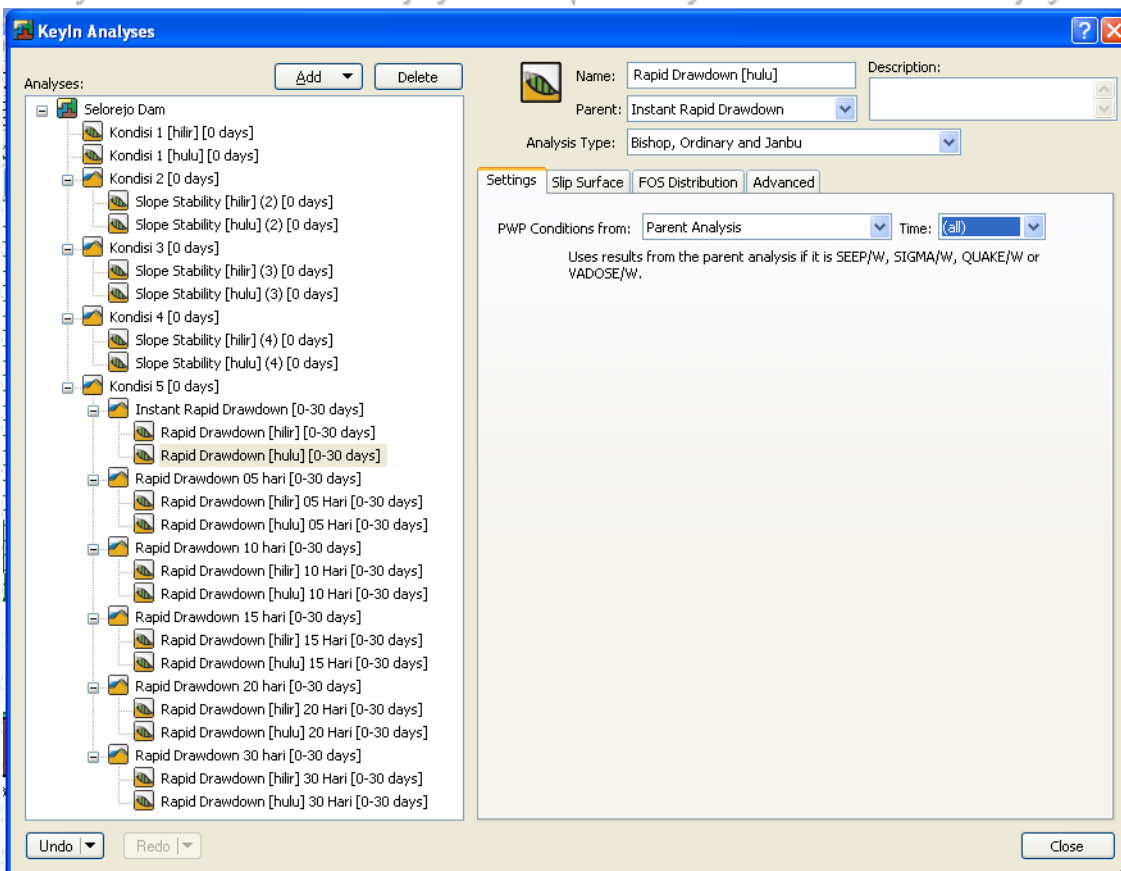 KeyIn Analyses
Analyses:
Add
Delete
Selorejo Dam
Kondisi 1 [hilir] [0 days]
Kondisi 1 [hulu] [0 days]
Kondisi 2 [0 days]
Slope Stability [hilir] (2) [0 days]
Slope Stability [hulu] (2) [0 days]
Kondisi 3 [0 days]
Slope Stability [hilir] (3) [0 days]
Slope Stability [hulu] (3) [0 days]
Kondisi 4 [0 days]
Slope Stability [hilir] (4) [0 days]
Slope Stability [hulu] (4) [0 days]
Kondisi 5 [0 days]
Instant Rapid Drawdown [0-30 days]
Rapid Drawdown [hilir] [0-30 days]
Rapid Drawdown [hulu] [0-30 days]
Rapid Drawdown 05 hari [0-30 days]
Rapid Drawdown [hilir] 05 Hari [0-30 days]
Rapid Drawdown [hulu] 05 Hari [0-30 days]
Rapid Drawdown 10 hari [0-30 days]
Rapid Drawdown [hilir] 10 Hari [0-30 days]
Rapid Drawdown [hulu] 10 Hari [0-30 days]
Rapid Drawdown 15 hari [0-30 days]
Rapid Drawdown [hilir] 15 Hari [0-30 days]
Rapid Drawdown [hulu] 15 Hari [0-30 days]
Rapid Drawdown 20 hari [0-30 days]
Rapid Drawdown [hilir] 20 Hari [0-30 days]
Rapid Drawdown [hulu] 20 Hari [0-30 days]
Rapid Drawdown 30 hari [0-30 days]
Rapid Drawdown [hilir] 30 Hari [0-30 days]
Rapid Drawdown [hulu] 30 Hari [0-30 days]
Name: Rapid Drawdown [hulu]
Description:
Parent: Instant Rapid Drawdown
Analysis Type: Bishop, Ordinary and Janbu
Settings Slip Surface FOS Distribution Advanced
PWP Conditions from: Parent Analysis Time: (all)
Uses results from the parent analysis if it is SEEP/W, SIGMA/W, QUAKE/W or
VADOSE/W.
Undo
Redo
Close